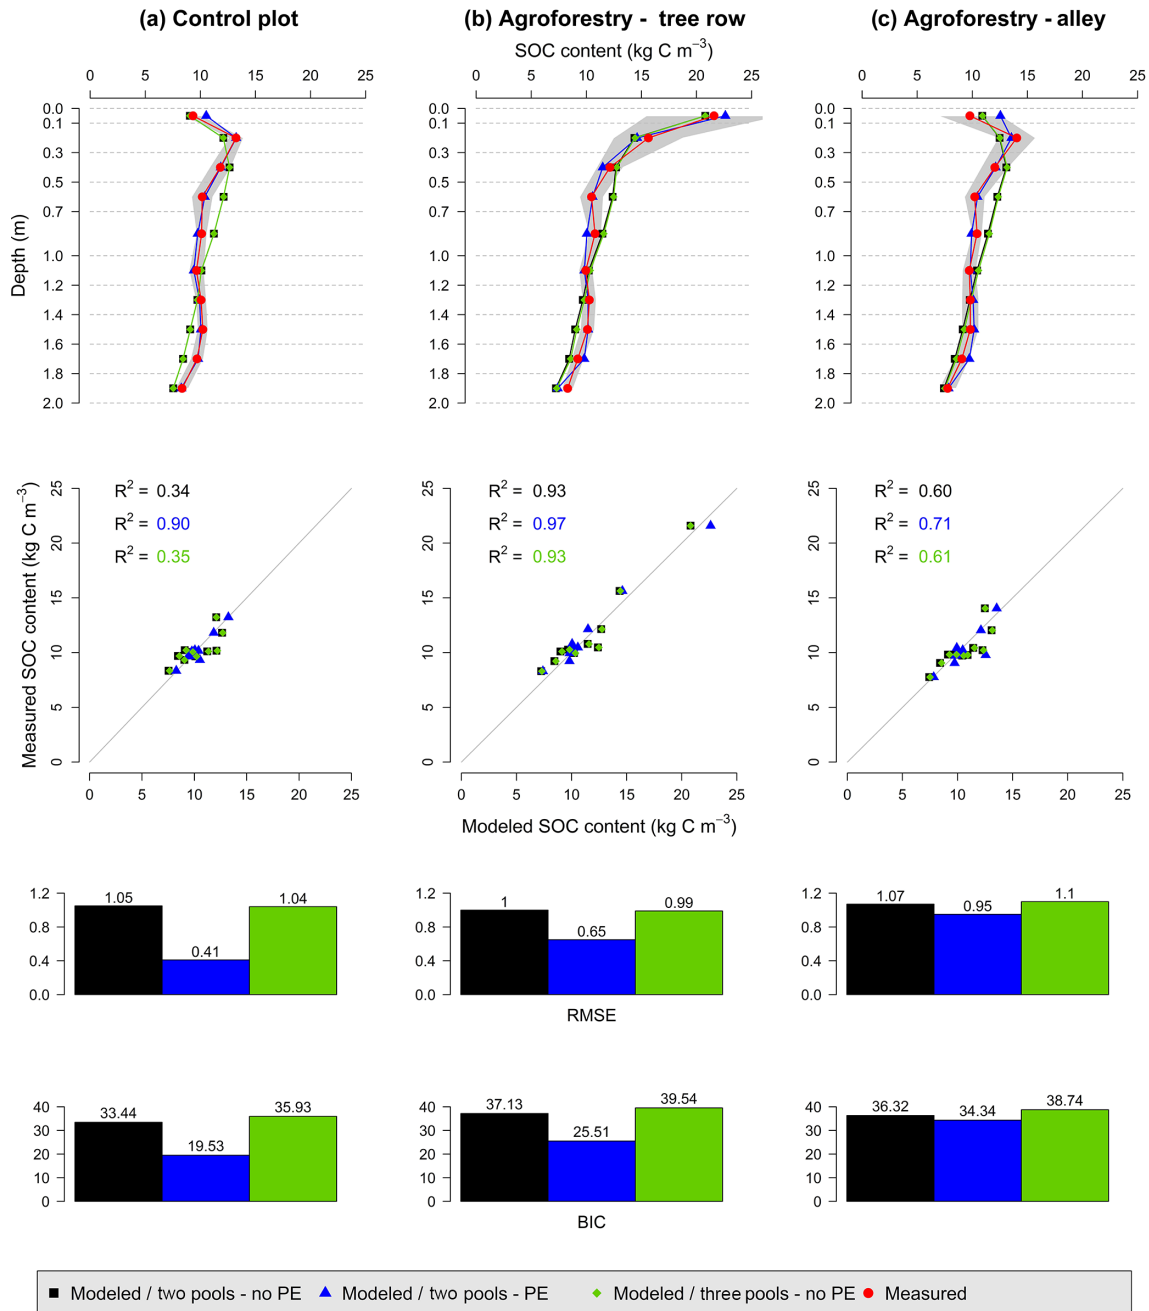 (a) Control plot (b) Agroforestry - tree row (c) Agroforestry - alley
SOC content (kg C m⁻³)
0 5 10 15 20 25 0 5 10 15 20 25 0 5 10 15 20 25
Depth (m)
0.0 0.0 0.0
0.1 0.1 0.1
0.3 0.3 0.3
0.5 0.5 0.5
0.7 0.7 0.7
1.0 1.0 1.0
1.2 1.2 1.2
1.4 1.4 1.4
1.6 1.6 1.6
1.8 1.8 1.8
2.0 2.0 2.0
Measured SOC content (kg C m⁻³)
25 R² = 0.34 25 R² = 0.93 25 R² = 0.60
R² = 0.90 R² = 0.97 R² = 0.71
20 R² = 0.35 20 R² = 0.93 20 R² = 0.61
15 15 15
10 10 10
5 5 5
0 0 0
0 5 10 15 20 25 0 5 10 15 20 25 0 5 10 15 20 25
Modeled SOC content (kg C m⁻³)
1.2 1.05 0.41 1.04 1.2 1 0.65 0.99 1.2 1.07 0.95 1.1
0.8 0.8 0.8
0.4 0.4 0.4
0.0 0.0 0.0
RMSE
40 33.44 19.53 35.93 40 37.13 25.51 39.54 40 36.32 34.34 38.74
30 30 30
20 20 20
10 10 10
0 0 0
BIC
Modeled / two pools - no PE Modeled / two pools - PE Modeled / three pools - no PE Measured